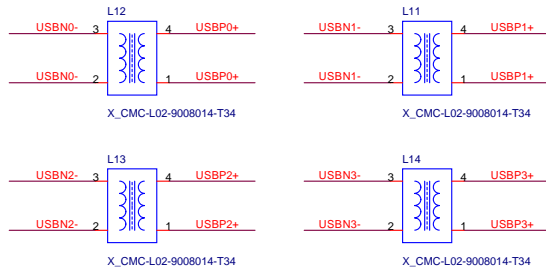 L12
USBN0- 3 4 USBP0+
USBN0- 2 1 USBP0+
X_CMC-L02-9008014-T34
L11
USBN1- 3 4 USBP1+
USBN1- 2 1 USBP1+
X_CMC-L02-9008014-T34
L13
USBN2- 3 4 USBP2+
USBN2- 2 1 USBP2+
X_CMC-L02-9008014-T34
L14
USBN3- 3 4 USBP3+
USBN3- 2 1 USBP3+
X_CMC-L02-9008014-T34